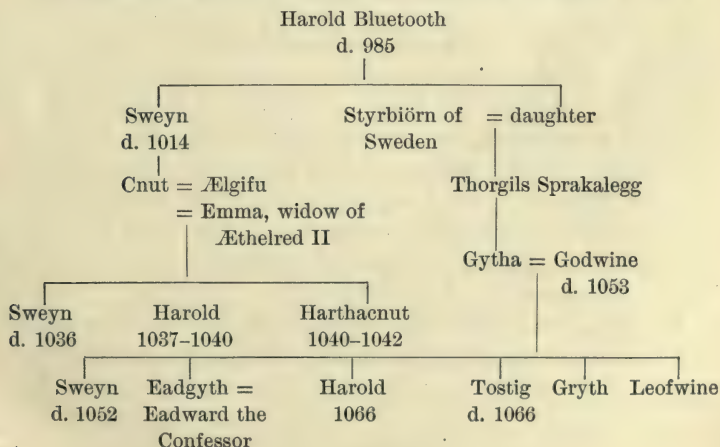 Harold Bluetooth
d. 985
Sweyn
d. 1014
Styrbiörn of = daughter
Sweden
Cnut = Ælgifu
= Emma, widow of
Æthelred II
Thorgils Sprakalegg
Gytha = Godwine
d. 1053
Sweyn
d. 1036
Harold
1037–1040
Harthacnut
1040–1042
Sweyn
d. 1052
Eadgyth =
Eadward the
Confessor
Harold
1066
Tostig
d. 1066
Gryth
Leofwine